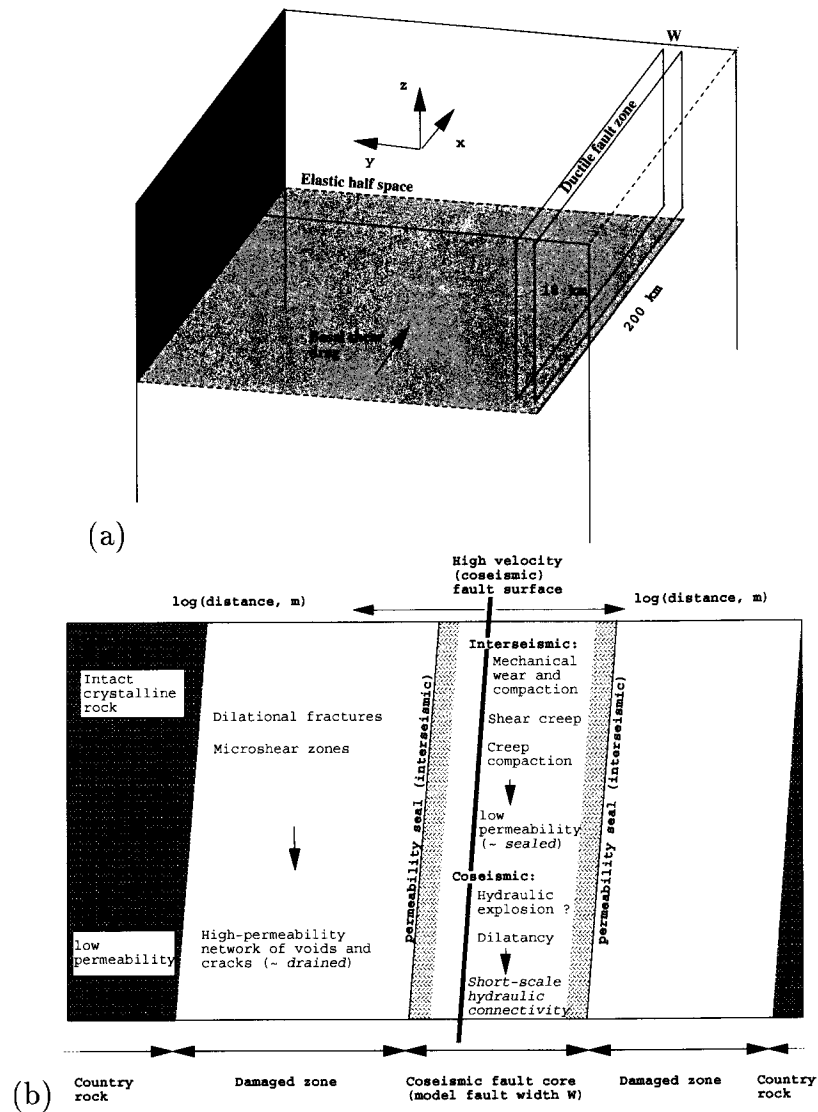 W
z
x
y
Ductile fault zone
Elastic half space
km
200 km
(a)
High velocity
(coseismic)
fault surface
log(distance, m)
log(distance, m)
Intact
crystalline
rock
Dilational fractures
Microshear zones
High-permeability
network of voids and
cracks (~ drained)
low
permeability
permeability seal (interseismic)
Interseismic:
Mechanical
wear and
compaction
Shear creep
Creep
compaction
low
permeability
(~ sealed)
Coseismic:
Hydraulic
explosion ?
Dilatancy
Short-scale
hydraulic
connectivity
permeability seal (interseismic)
(b)
Country
rock
Damaged zone
Coseismic fault core
(model fault width W)
Damaged zone
Country
rock